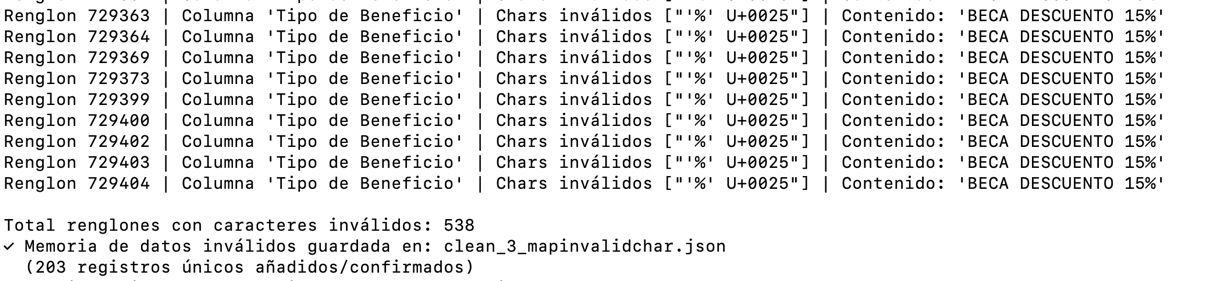 Renglon 729363 | Columna 'Tipo de Beneficio' | Chars inválidos ["'%' U+0025"] | Contenido: 'BECA DESCUENTO 15%'
Renglon 729364 | Columna 'Tipo de Beneficio' | Chars inválidos ["'%' U+0025"] | Contenido: 'BECA DESCUENTO 15%'
Renglon 729369 | Columna 'Tipo de Beneficio' | Chars inválidos ["'%' U+0025"] | Contenido: 'BECA DESCUENTO 15%'
Renglon 729373 | Columna 'Tipo de Beneficio' | Chars inválidos ["'%' U+0025"] | Contenido: 'BECA DESCUENTO 15%'
Renglon 729399 | Columna 'Tipo de Beneficio' | Chars inválidos ["'%' U+0025"] | Contenido: 'BECA DESCUENTO 15%'
Renglon 729400 | Columna 'Tipo de Beneficio' | Chars inválidos ["'%' U+0025"] | Contenido: 'BECA DESCUENTO 15%'
Renglon 729402 | Columna 'Tipo de Beneficio' | Chars inválidos ["'%' U+0025"] | Contenido: 'BECA DESCUENTO 15%'
Renglon 729403 | Columna 'Tipo de Beneficio' | Chars inválidos ["'%' U+0025"] | Contenido: 'BECA DESCUENTO 15%'
Renglon 729404 | Columna 'Tipo de Beneficio' | Chars inválidos ["'%' U+0025"] | Contenido: 'BECA DESCUENTO 15%'
Total renglones con caracteres inválidos: 538
✓ Memoria de datos inválidos guardada en: clean_3_mapinvalidchar.json
(203 registros únicos añadidos/confirmados)